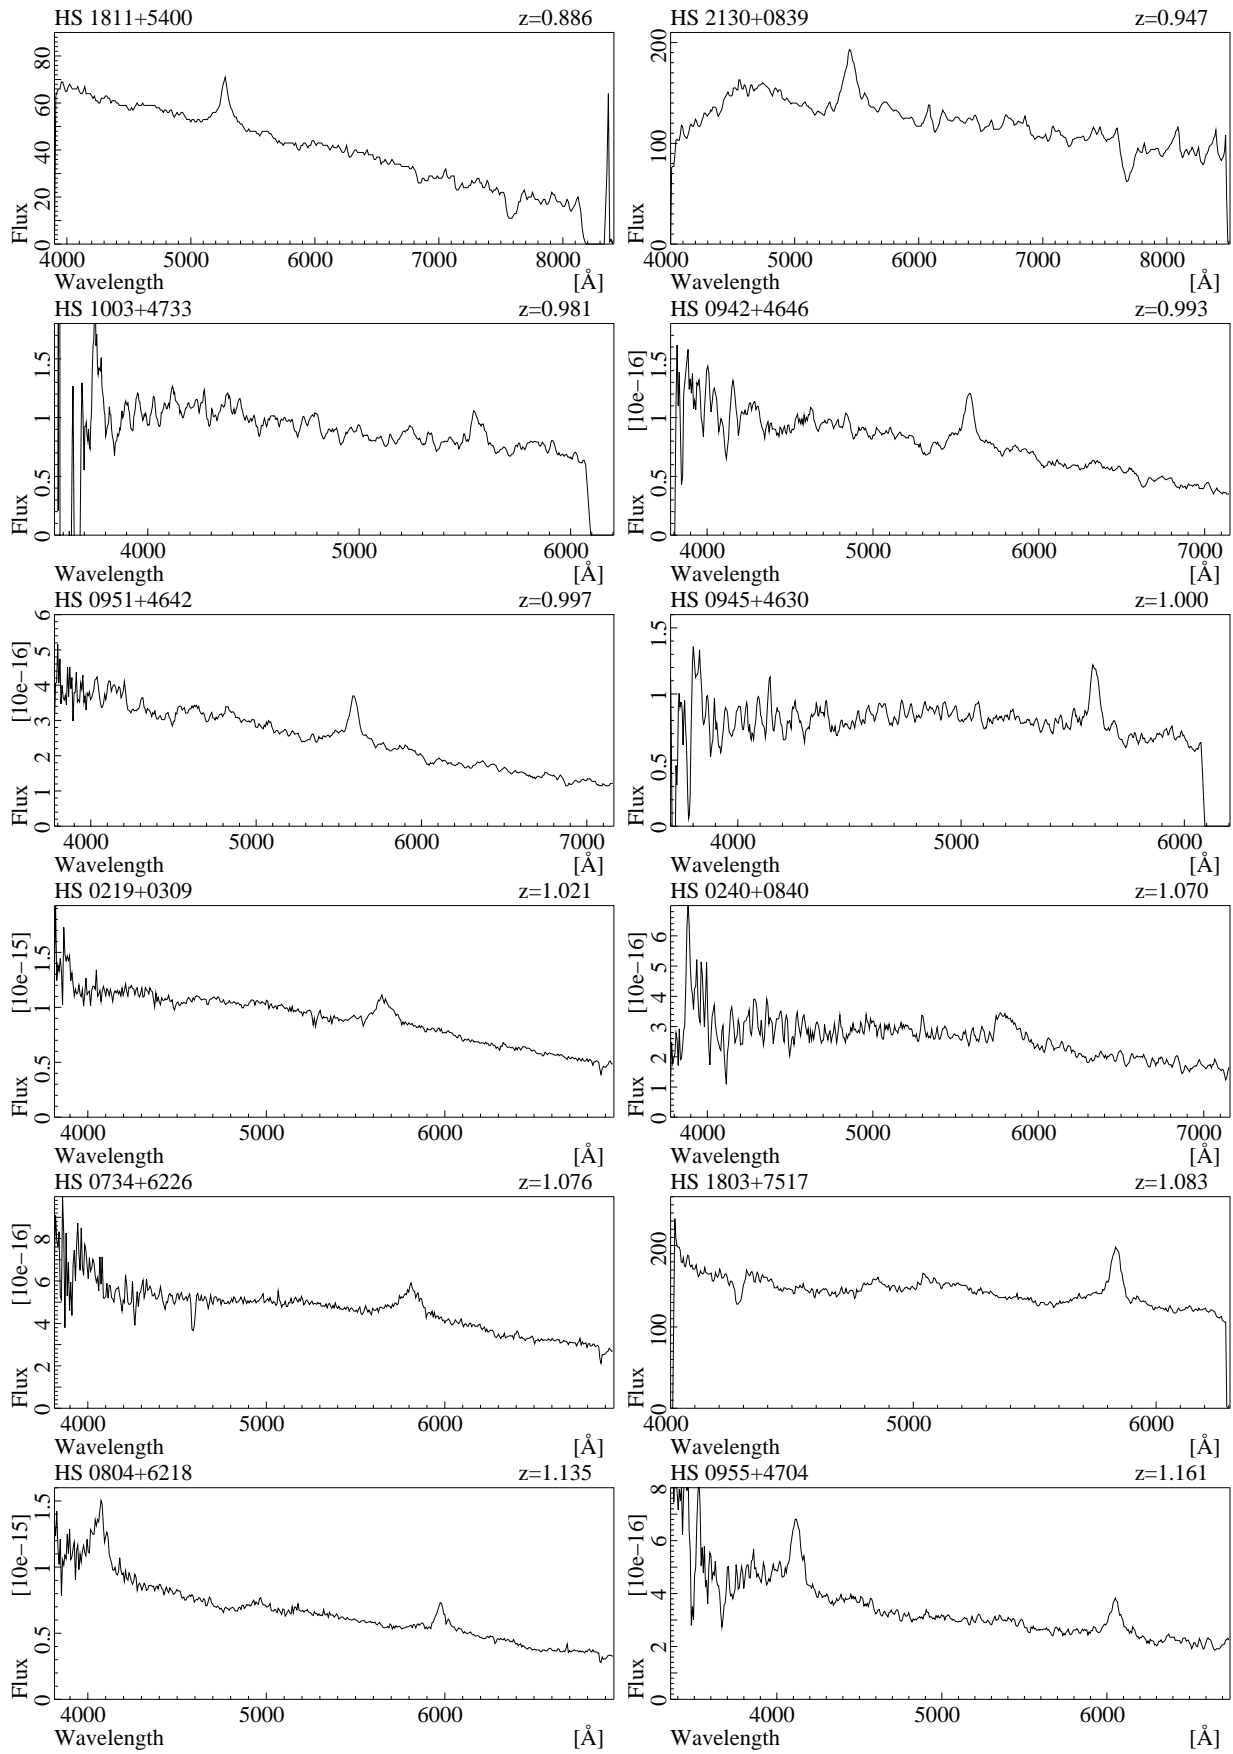 HS 1811+5400 z=0.886
Flux
0 20 40 60 80
4000 5000 6000 7000 8000
Wavelength [Å]
HS 2130+0839 z=0.947
Flux
0 100 200
4000 5000 6000 7000 8000
Wavelength [Å]
HS 1003+4733 z=0.981
Flux
0 0.5 1 1.5
4000 5000 6000
Wavelength [Å]
HS 0942+4646 z=0.993
Flux [10e−16]
0 0.5 1 1.5
4000 5000 6000 7000
Wavelength [Å]
HS 0951+4642 z=0.997
Flux [10e−16]
0 1 2 3 4 5 6
4000 5000 6000 7000
Wavelength [Å]
HS 0945+4630 z=1.000
Flux
0 0.5 1 1.5
4000 5000 6000
Wavelength [Å]
HS 0219+0309 z=1.021
Flux [10e−15]
0 0.5 1 1.5
4000 5000 6000
Wavelength [Å]
HS 0240+0840 z=1.070
Flux [10e−16]
0 1 2 3 4 5 6
4000 5000 6000 7000
Wavelength [Å]
HS 0734+6226 z=1.076
Flux [10e−16]
0 2 4 6 8
4000 5000 6000
Wavelength [Å]
HS 1803+7517 z=1.083
Flux
0 100 200
4000 5000 6000
Wavelength [Å]
HS 0804+6218 z=1.135
Flux [10e−15]
0 0.5 1 1.5
4000 5000 6000
Wavelength [Å]
HS 0955+4704 z=1.161
Flux [10e−16]
0 2 4 6 8
4000 5000 6000
Wavelength [Å]